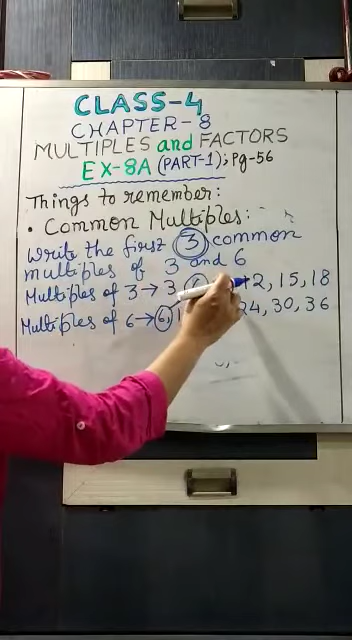 CLASS-4
CHAPTER-8
MULTIPLES and FACTORS
EX-8A (PART-1); Pg-56
Things to remember:
• Common Multiples:
Write the first 3 common
multiples of 3 and 6
Multiples of 3→ 3, 12, 15, 18
Multiples of 6→ 6, 24, 30, 36